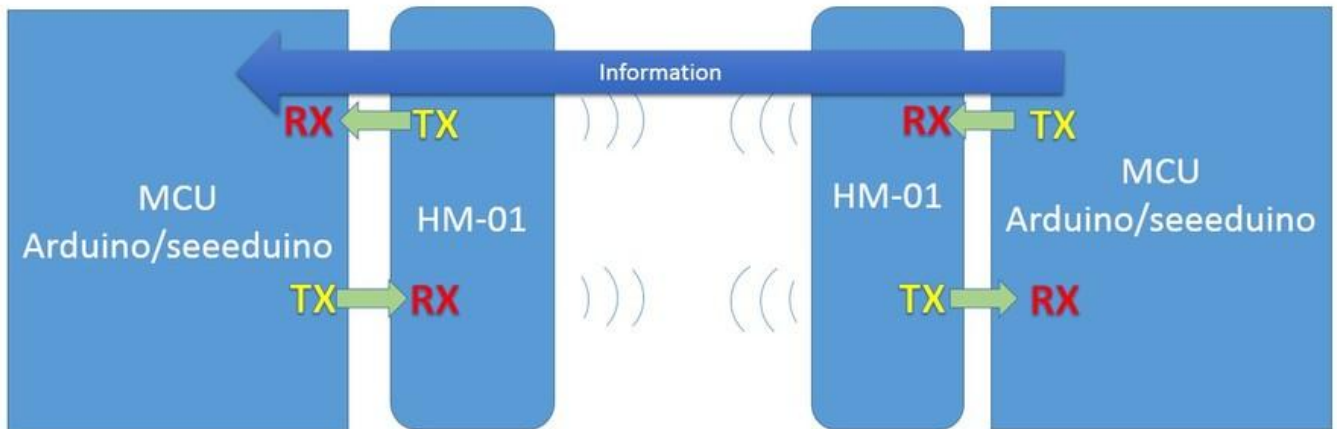 Information
RX
TX
RX
TX
MCU
Arduino/seeeduino
HM-01
HM-01
MCU
Arduino/seeeduino
TX
RX
TX
RX